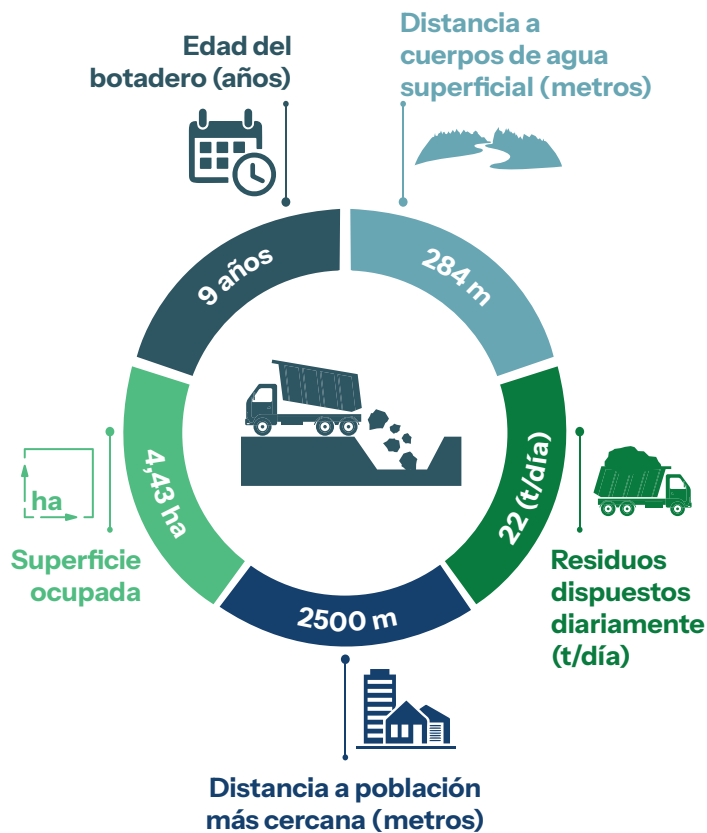 Edad del
botadero (años)
Distancia a
cuerpos de agua
superficial (metros)
9 años
284 m
4,43 ha
22 (t/día)
2500 m
ha
Superficie
ocupada
Residuos
dispuestos
diariamente
(t/día)
Distancia a población
más cercana (metros)